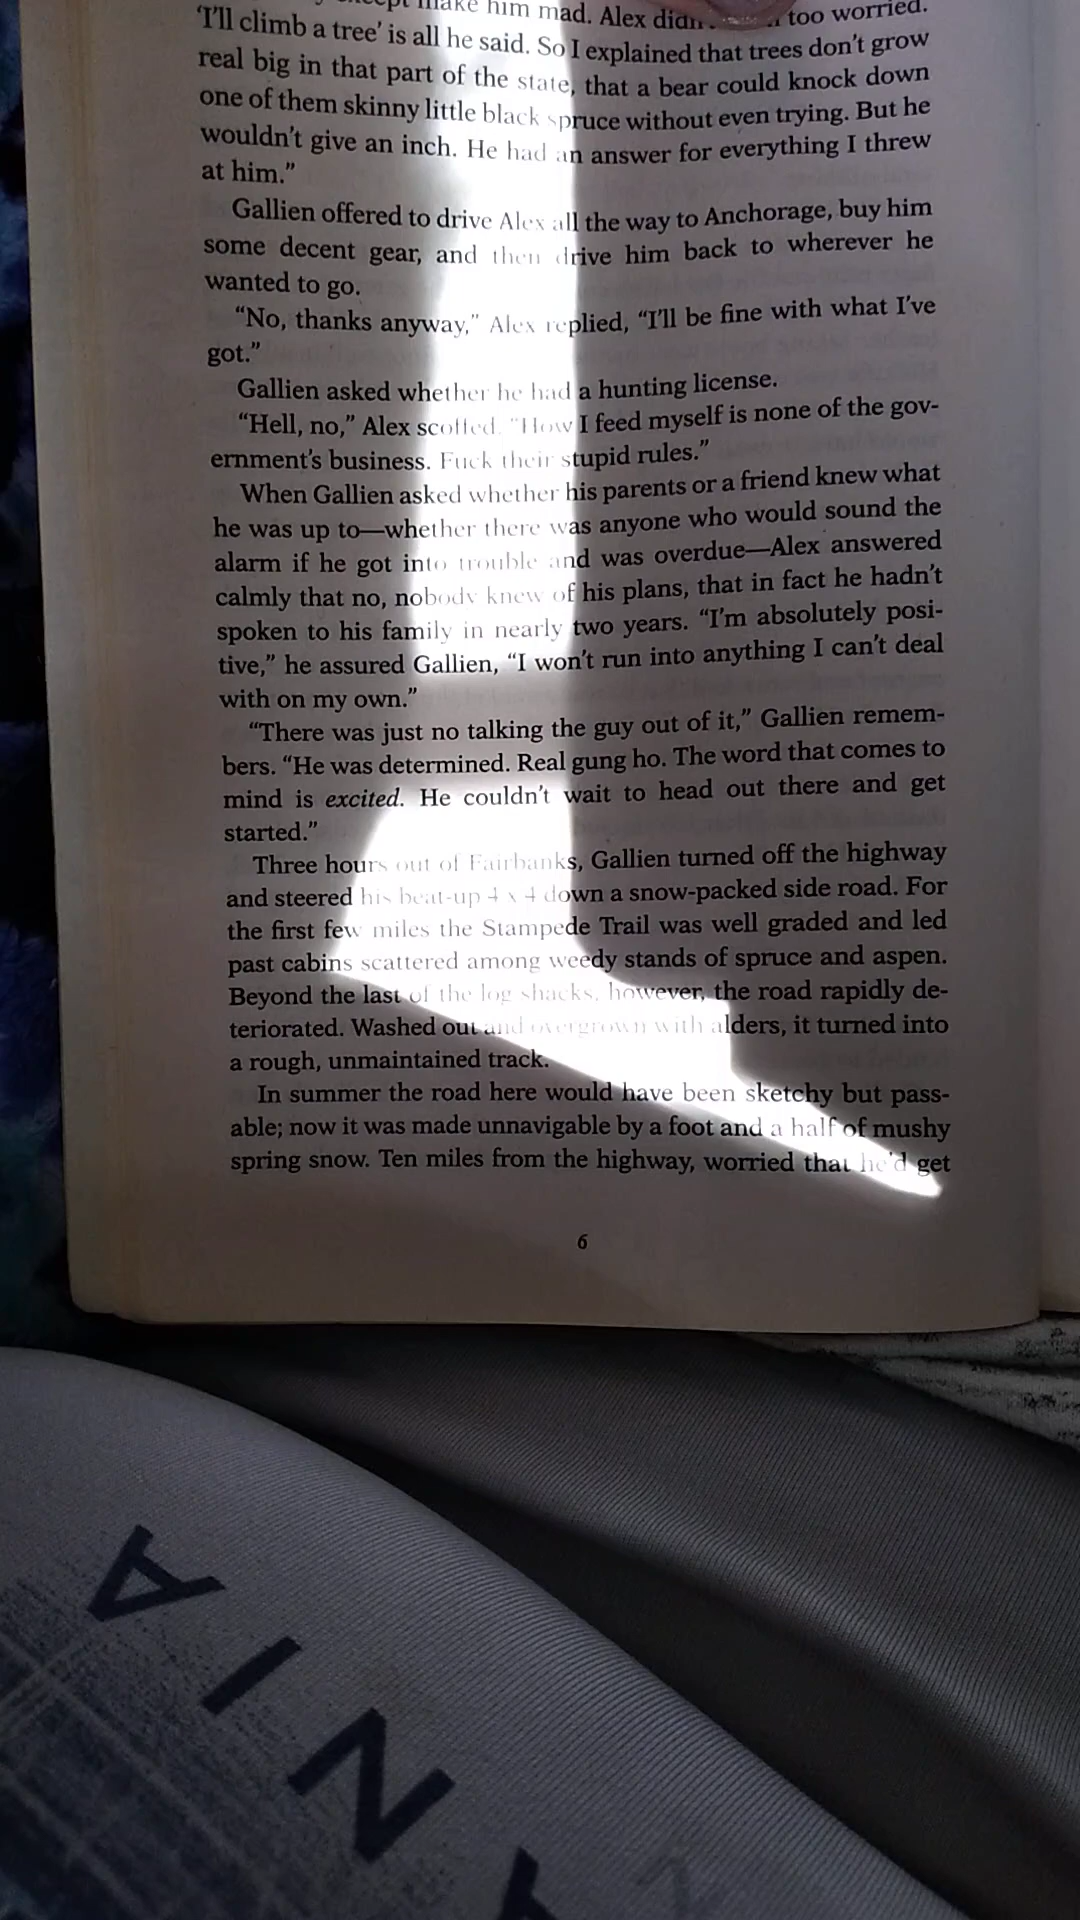 make him mad. Alex too worried.
'I'll climb a tree' is all he said. So I explained that trees don't grow
real big in that part of the state, that a bear could knock down
one of them skinny little black spruce without even trying. But he
wouldn't give an inch. He had an answer for everything I threw
at him.”
Gallien offered to drive Alex all the way to Anchorage, buy him
some decent gear, and then drive him back to wherever he
wanted to go.
“No, thanks anyway,” Alex replied, “I'll be fine with what I've
got.”
Gallien asked whether he had a hunting license.
“Hell, no,” Alex scoffed. “How I feed myself is none of the gov-
ernment's business. Fuck their stupid rules.”
When Gallien asked whether his parents or a friend knew what
he was up to—whether there was anyone who would sound the
alarm if he got into trouble and was overdue—Alex answered
calmly that no, nobody knew of his plans, that in fact he hadn't
spoken to his family in nearly two years. “I'm absolutely posi-
tive,” he assured Gallien, “I won't run into anything I can't deal
with on my own.”
“There was just no talking the guy out of it,” Gallien remem-
bers. “He was determined. Real gung ho. The word that comes to
mind is excited. He couldn't wait to head out there and get
started.”
Three hours out of Fairbanks, Gallien turned off the highway
and steered his beat-up 4 x 4 down a snow-packed side road. For
the first few miles the Stampede Trail was well graded and led
past cabins scattered among weedy stands of spruce and aspen.
Beyond the last of the log shacks, however, the road rapidly de-
teriorated. Washed out and overgrown with alders, it turned into
a rough, unmaintained track.
In summer the road here would have been sketchy but pass-
able; now it was made unnavigable by a foot and a half of mushy
spring snow. Ten miles from the highway, worried that he'd get
6